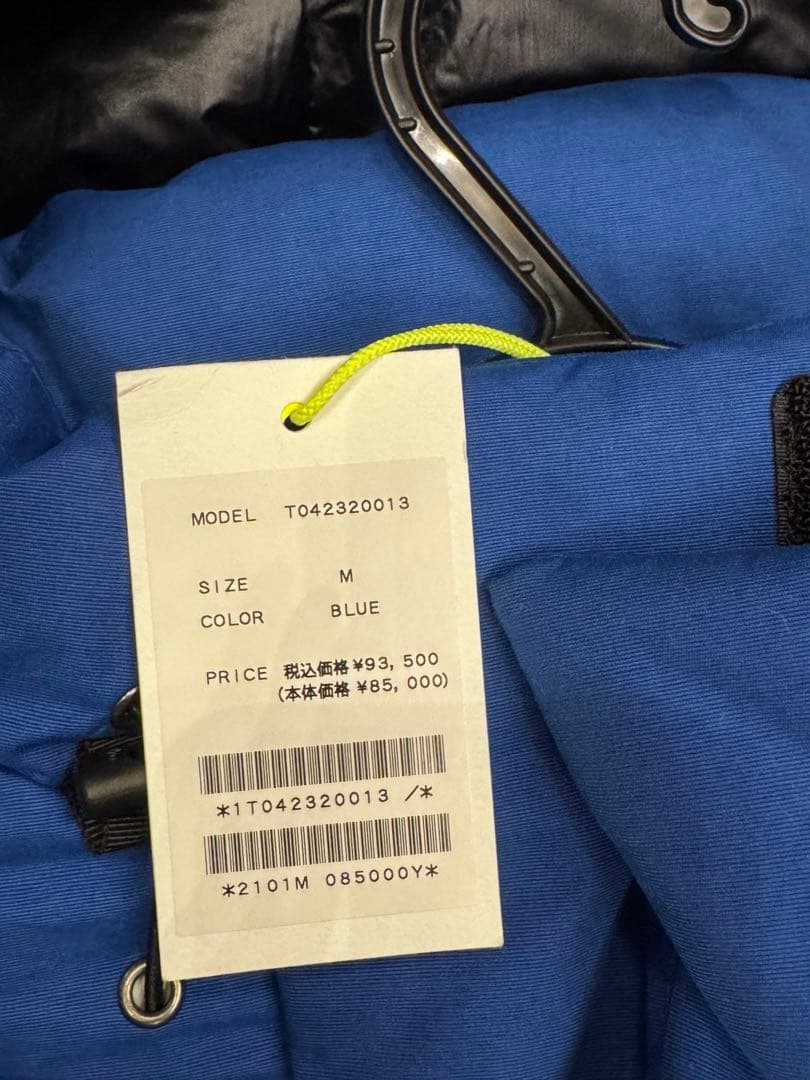 MODEL T042320013
SIZE M
COLOR BLUE
PRICE 税込価格 ¥93,500
(本体価格 ¥85,000)
*1T042320013 /*
*2101M 085000Y*